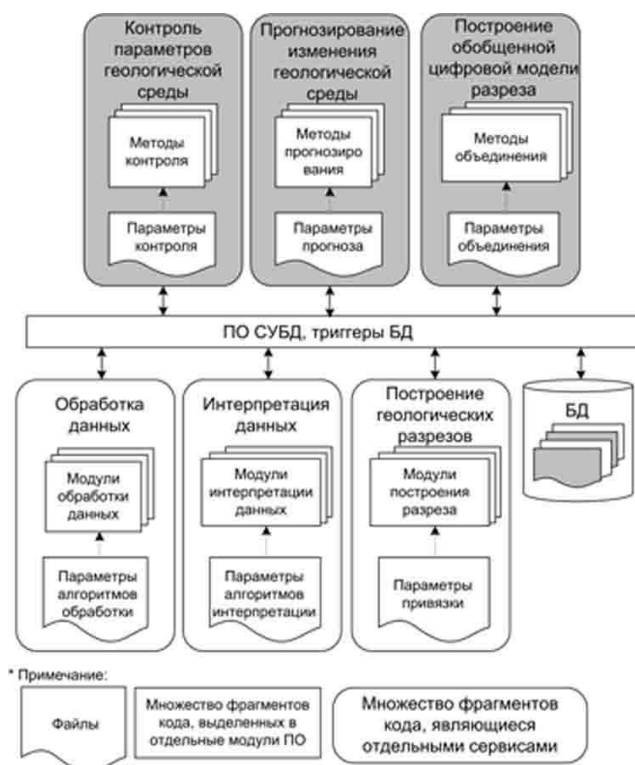 Контроль
параметров
геологической
среды
Методы
контроля
Параметры
контроля
Прогнозирование
изменения
геологической
среды
Методы
прогнозиро
вания
Параметры
прогноза
Построение
обобщенной
цифровой модели
разреза
Методы
объединения
Параметры
объединения
ПО СУБД, триггеры БД
Обработка
данных
Модули
обработки
данных
Параметры
алгоритмов
обработки
Интерпретация
данных
Модули
интерпретации
данных
Параметры
алгоритмов
интерпретации
Построение
геологических
разрезов
Модули
построения
разреза
Параметры
привязки
БД
* Примечание:
Файлы
Множество фрагментов
кода, выделенных в
отдельные модули ПО
Множество фрагментов
кода, являющиеся
отдельными сервисами